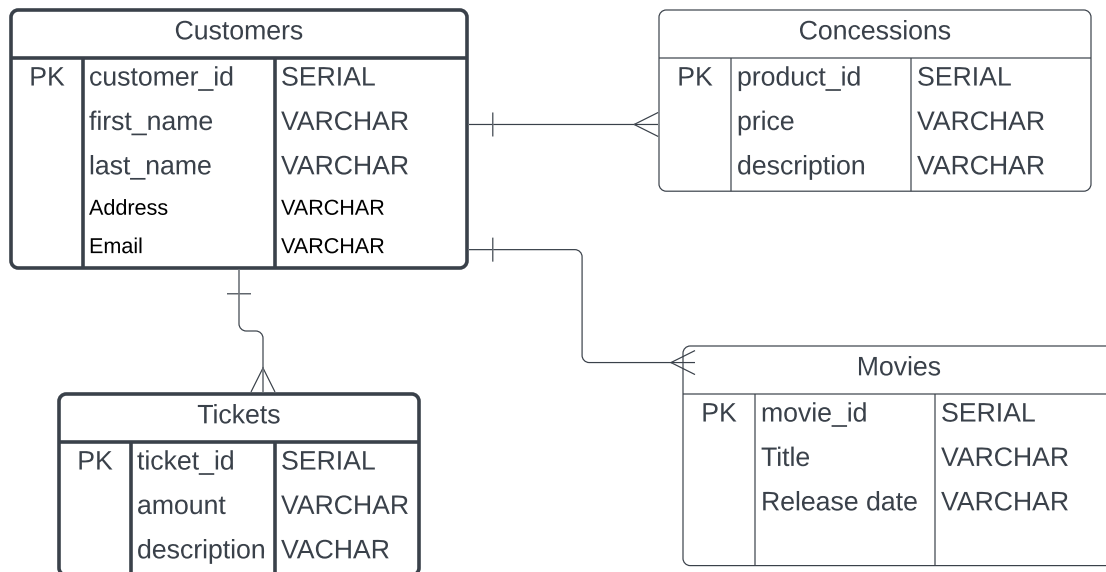 Customers
PK customer_id SERIAL
first_name VARCHAR
last_name VARCHAR
Address VARCHAR
Email VARCHAR
Concessions
PK product_id SERIAL
price VARCHAR
description VARCHAR
Tickets
PK ticket_id SERIAL
amount VARCHAR
description VACHAR
Movies
PK movie_id SERIAL
Title VARCHAR
Release date VARCHAR